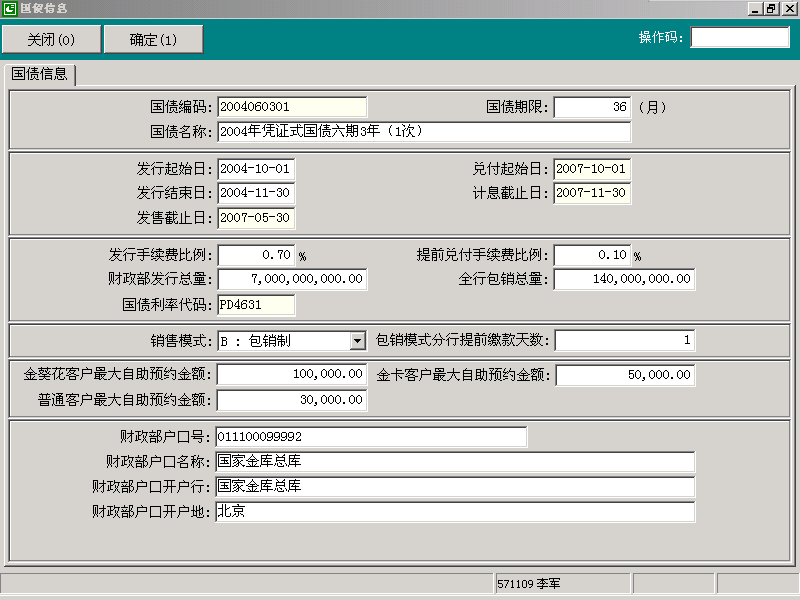 国债信息
关闭(0) 确定(1) 操作码:
国债信息
国债编码: 2004060301 国债期限: 36 (月)
国债名称: 2004年凭证式国债六期3年(1次)
发行起始日: 2004-10-01 兑付起始日: 2007-10-01
发行结束日: 2004-11-30 计息截止日: 2007-11-30
发售截止日: 2007-05-30
发行手续费比例: 0.70 % 提前兑付手续费比例: 0.10 %
财政部发行总量: 7,000,000,000.00 全行包销总量: 140,000,000.00
国债利率代码: PD4631
销售模式: B : 包销制 包销模式分行提前缴款天数: 1
金葵花客户最大自助预约金额: 100,000.00 金卡客户最大自助预约金额: 50,000.00
普通客户最大自助预约金额: 30,000.00
财政部户口号: 011100099992
财政部户口名称: 国家金库总库
财政部户口开户行: 国家金库总库
财政部户口开户地: 北京
571109 李军